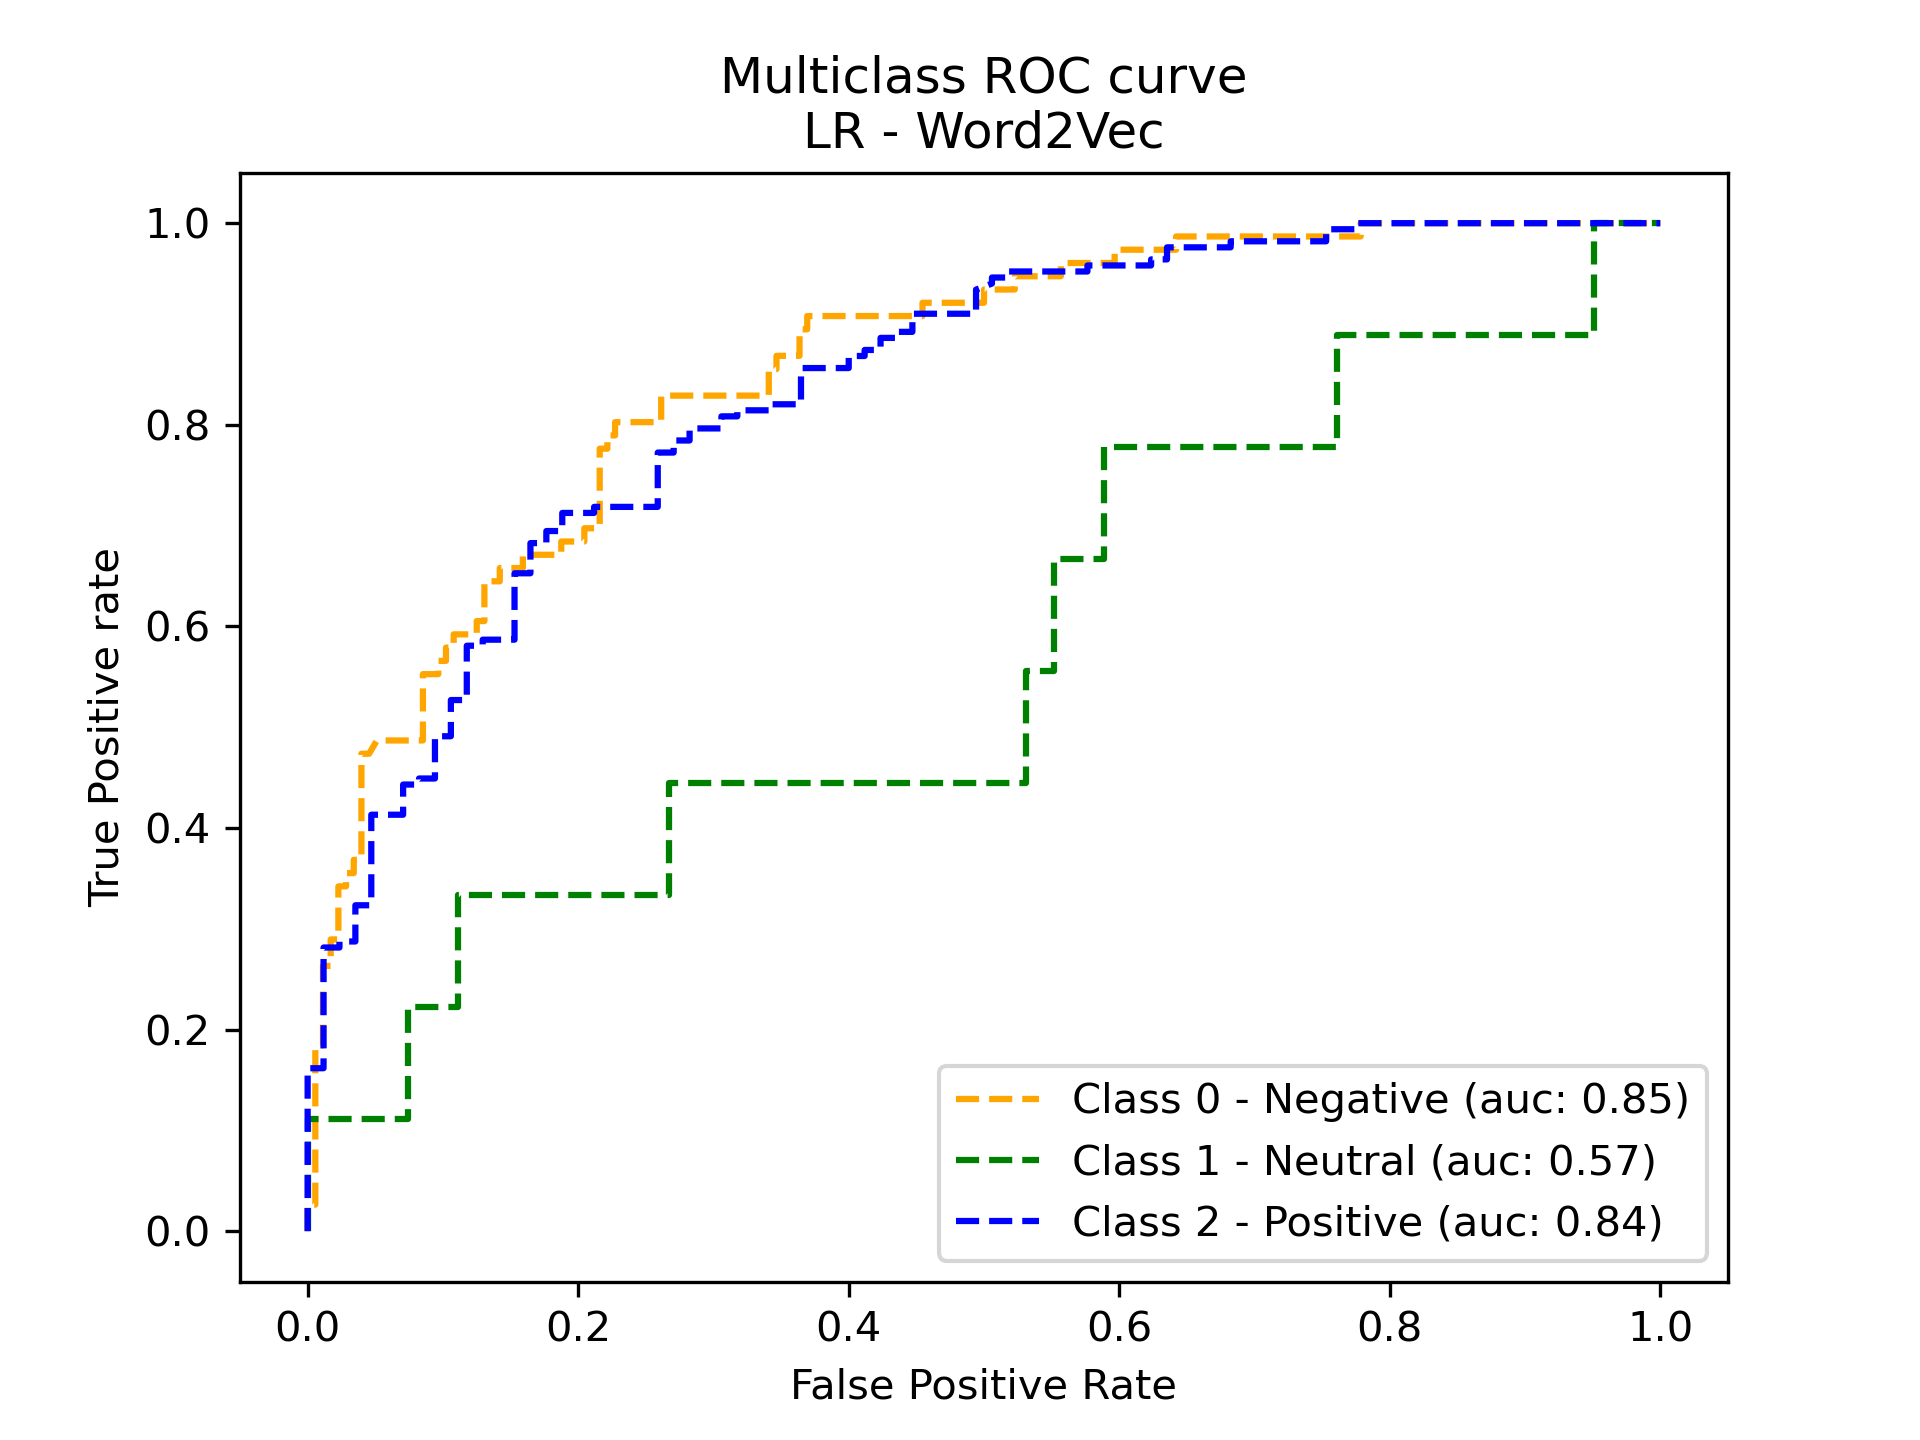 Multiclass ROC curve
LR - Word2Vec
True Positive rate
1.0
0.8
0.6
0.4
0.2
0.0
Class 0 - Negative (auc: 0.85)
Class 1 - Neutral (auc: 0.57)
Class 2 - Positive (auc: 0.84)
0.0 0.2 0.4 0.6 0.8 1.0
False Positive Rate